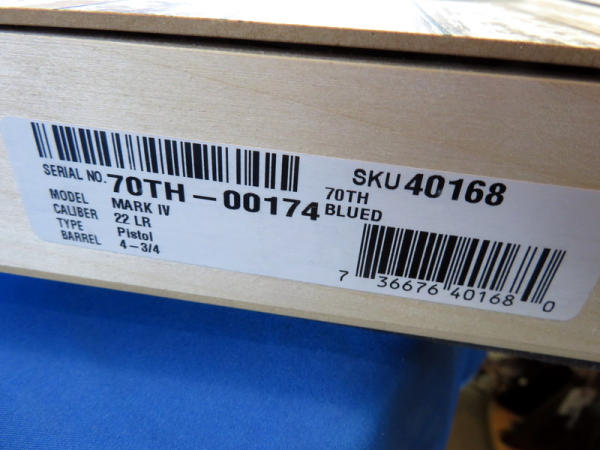 SERIAL NO. 70TH-00174
MODEL MARK IV
CALIBER 22 LR
TYPE Pistol
BARREL 4-3/4
SKU 40168
70TH
BLUED
7 36676 40168 0